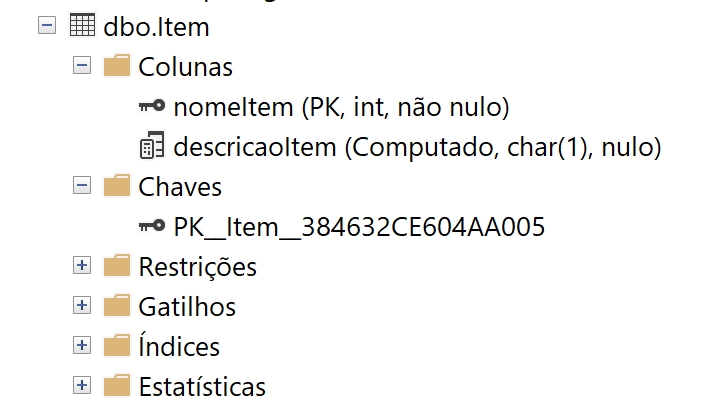 dbo.Item
Colunas
nomeItem (PK, int, não nulo)
descricaoItem (Computado, char(1), nulo)
Chaves
PK__Item__384632CE604AA005
Restrições
Gatilhos
Índices
Estatísticas